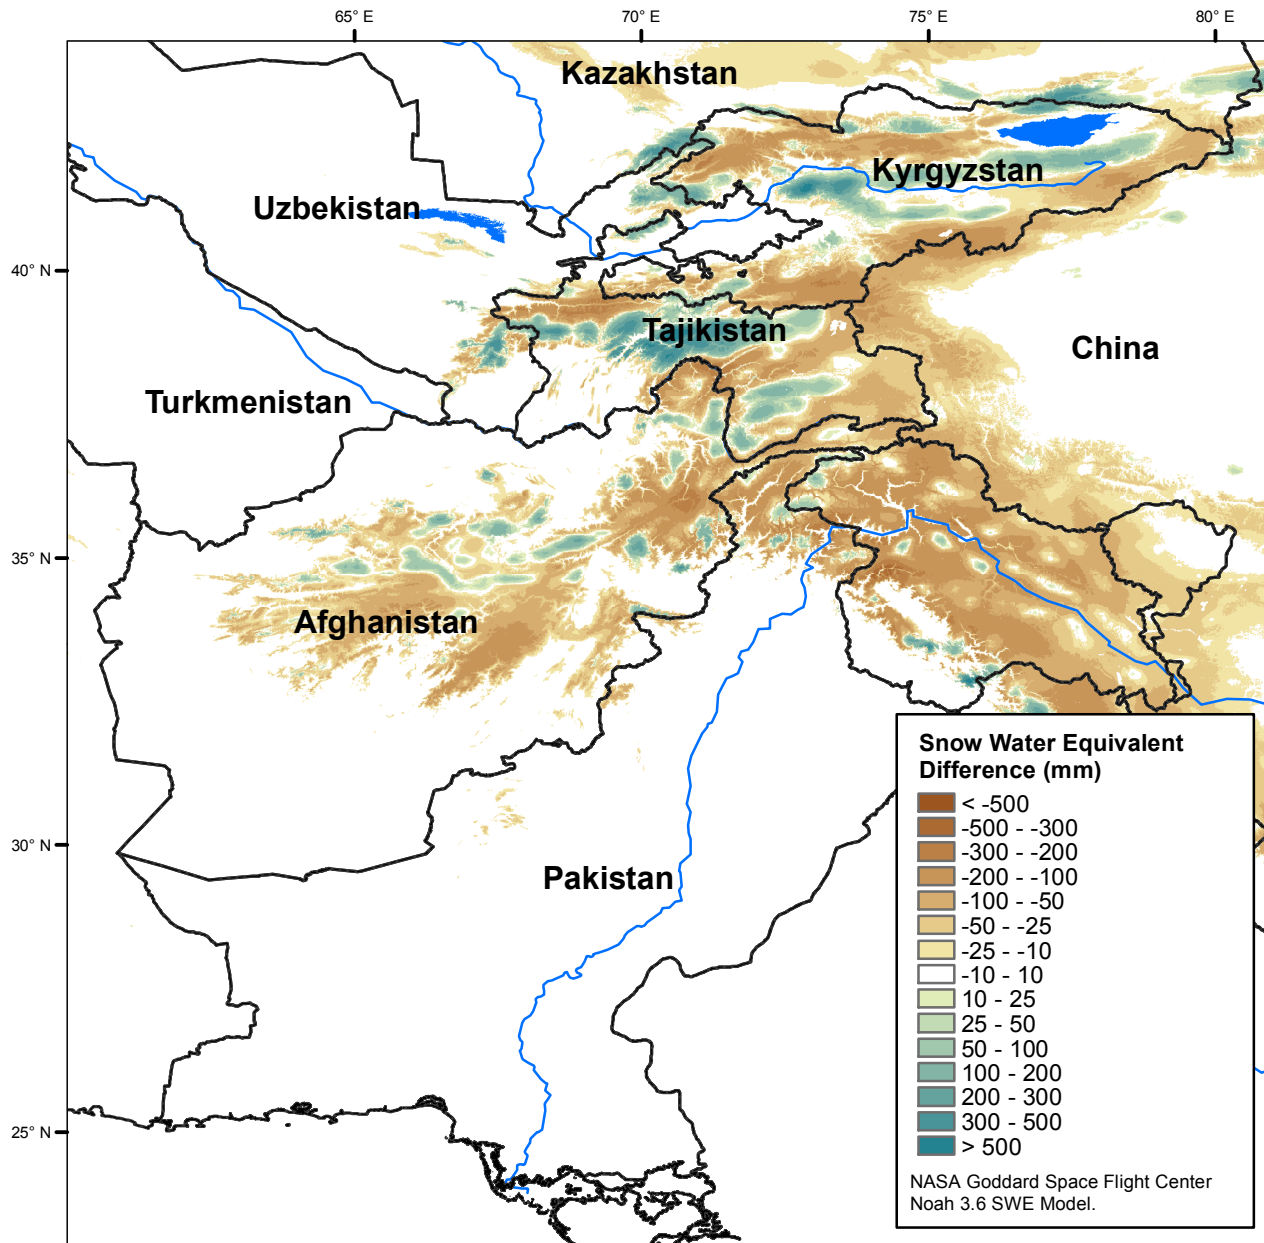 65° E
70° E
75° E
80° E
Kazakhstan
Kyrgyzstan
Uzbekistan
40° N
Tajikistan
China
Turkmenistan
35° N
Afghanistan
30° N
Pakistan
25° N
Snow Water Equivalent
Difference (mm)
< -500
-500 - -300
-300 - -200
-200 - -100
-100 - -50
-50 - -25
-25 - -10
-10 - 10
10 - 25
25 - 50
50 - 100
100 - 200
200 - 300
300 - 500
> 500
NASA Goddard Space Flight Center
Noah 3.6 SWE Model.